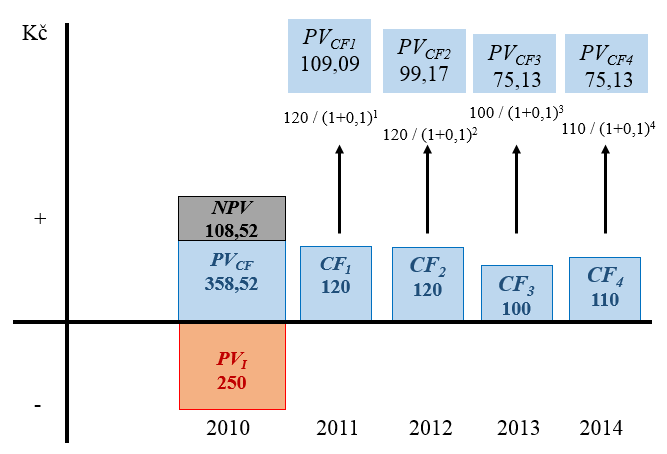 Kč
PV_CF1
109,09
PV_CF2
99,17
PV_CF3
75,13
PV_CF4
75,13
120 / (1+0,1)^1
120 / (1+0,1)^2
100 / (1+0,1)^3
110 / (1+0,1)^4
+
NPV
108,52
PV_CF
358,52
CF_1
120
CF_2
120
CF_3
100
CF_4
110
PV_I
250
-
2010
2011
2012
2013
2014